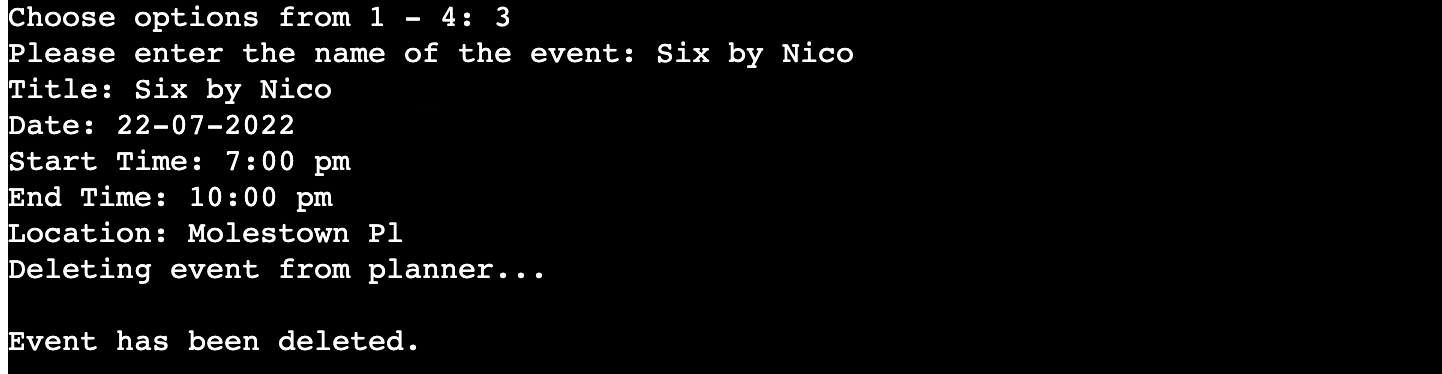 Choose options from 1 - 4: 3
Please enter the name of the event: Six by Nico
Title: Six by Nico
Date: 22-07-2022
Start Time: 7:00 pm
End Time: 10:00 pm
Location: Molestown Pl
Deleting event from planner...
Event has been deleted.